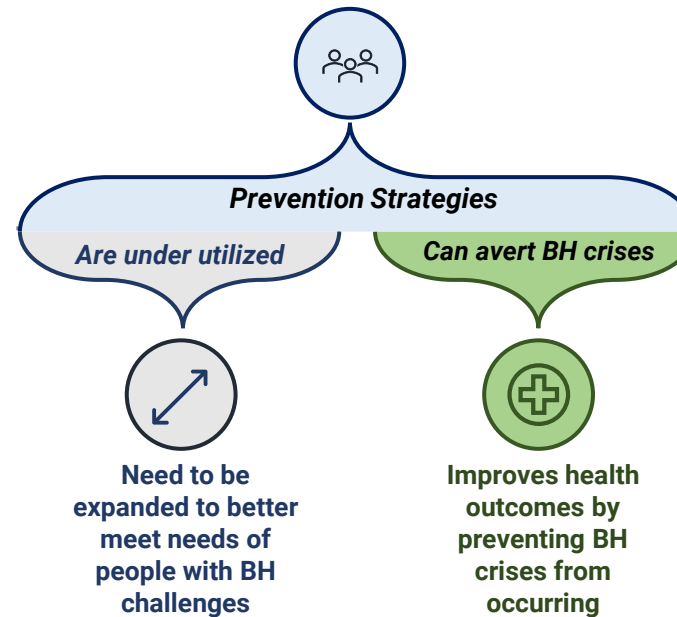 Prevention Strategies
Are under utilized
Can avert BH crises
Need to be
expanded to better
meet needs of
people with BH
challenges
Improves health
outcomes by
preventing BH
crises from
occurring